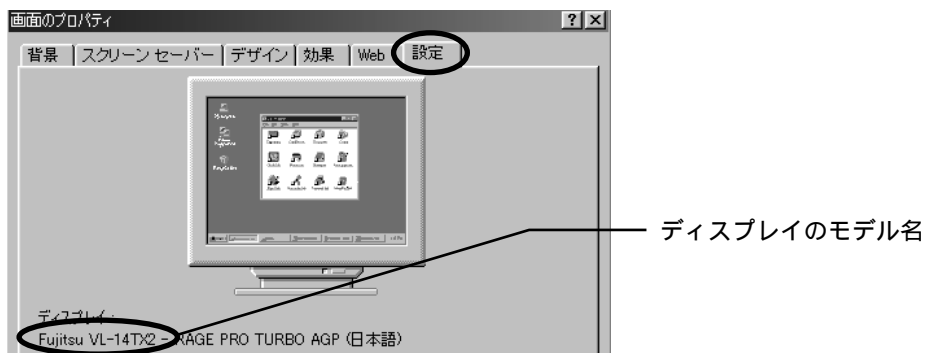 画面のプロパティ
背景 スクリーン セーバー デザイン 効果 Web 設定
ディスプレイのモデル名
ディスプレイ :
Fujitsu VL-14TX2 - RAGE PRO TURBO AGP (日本語)